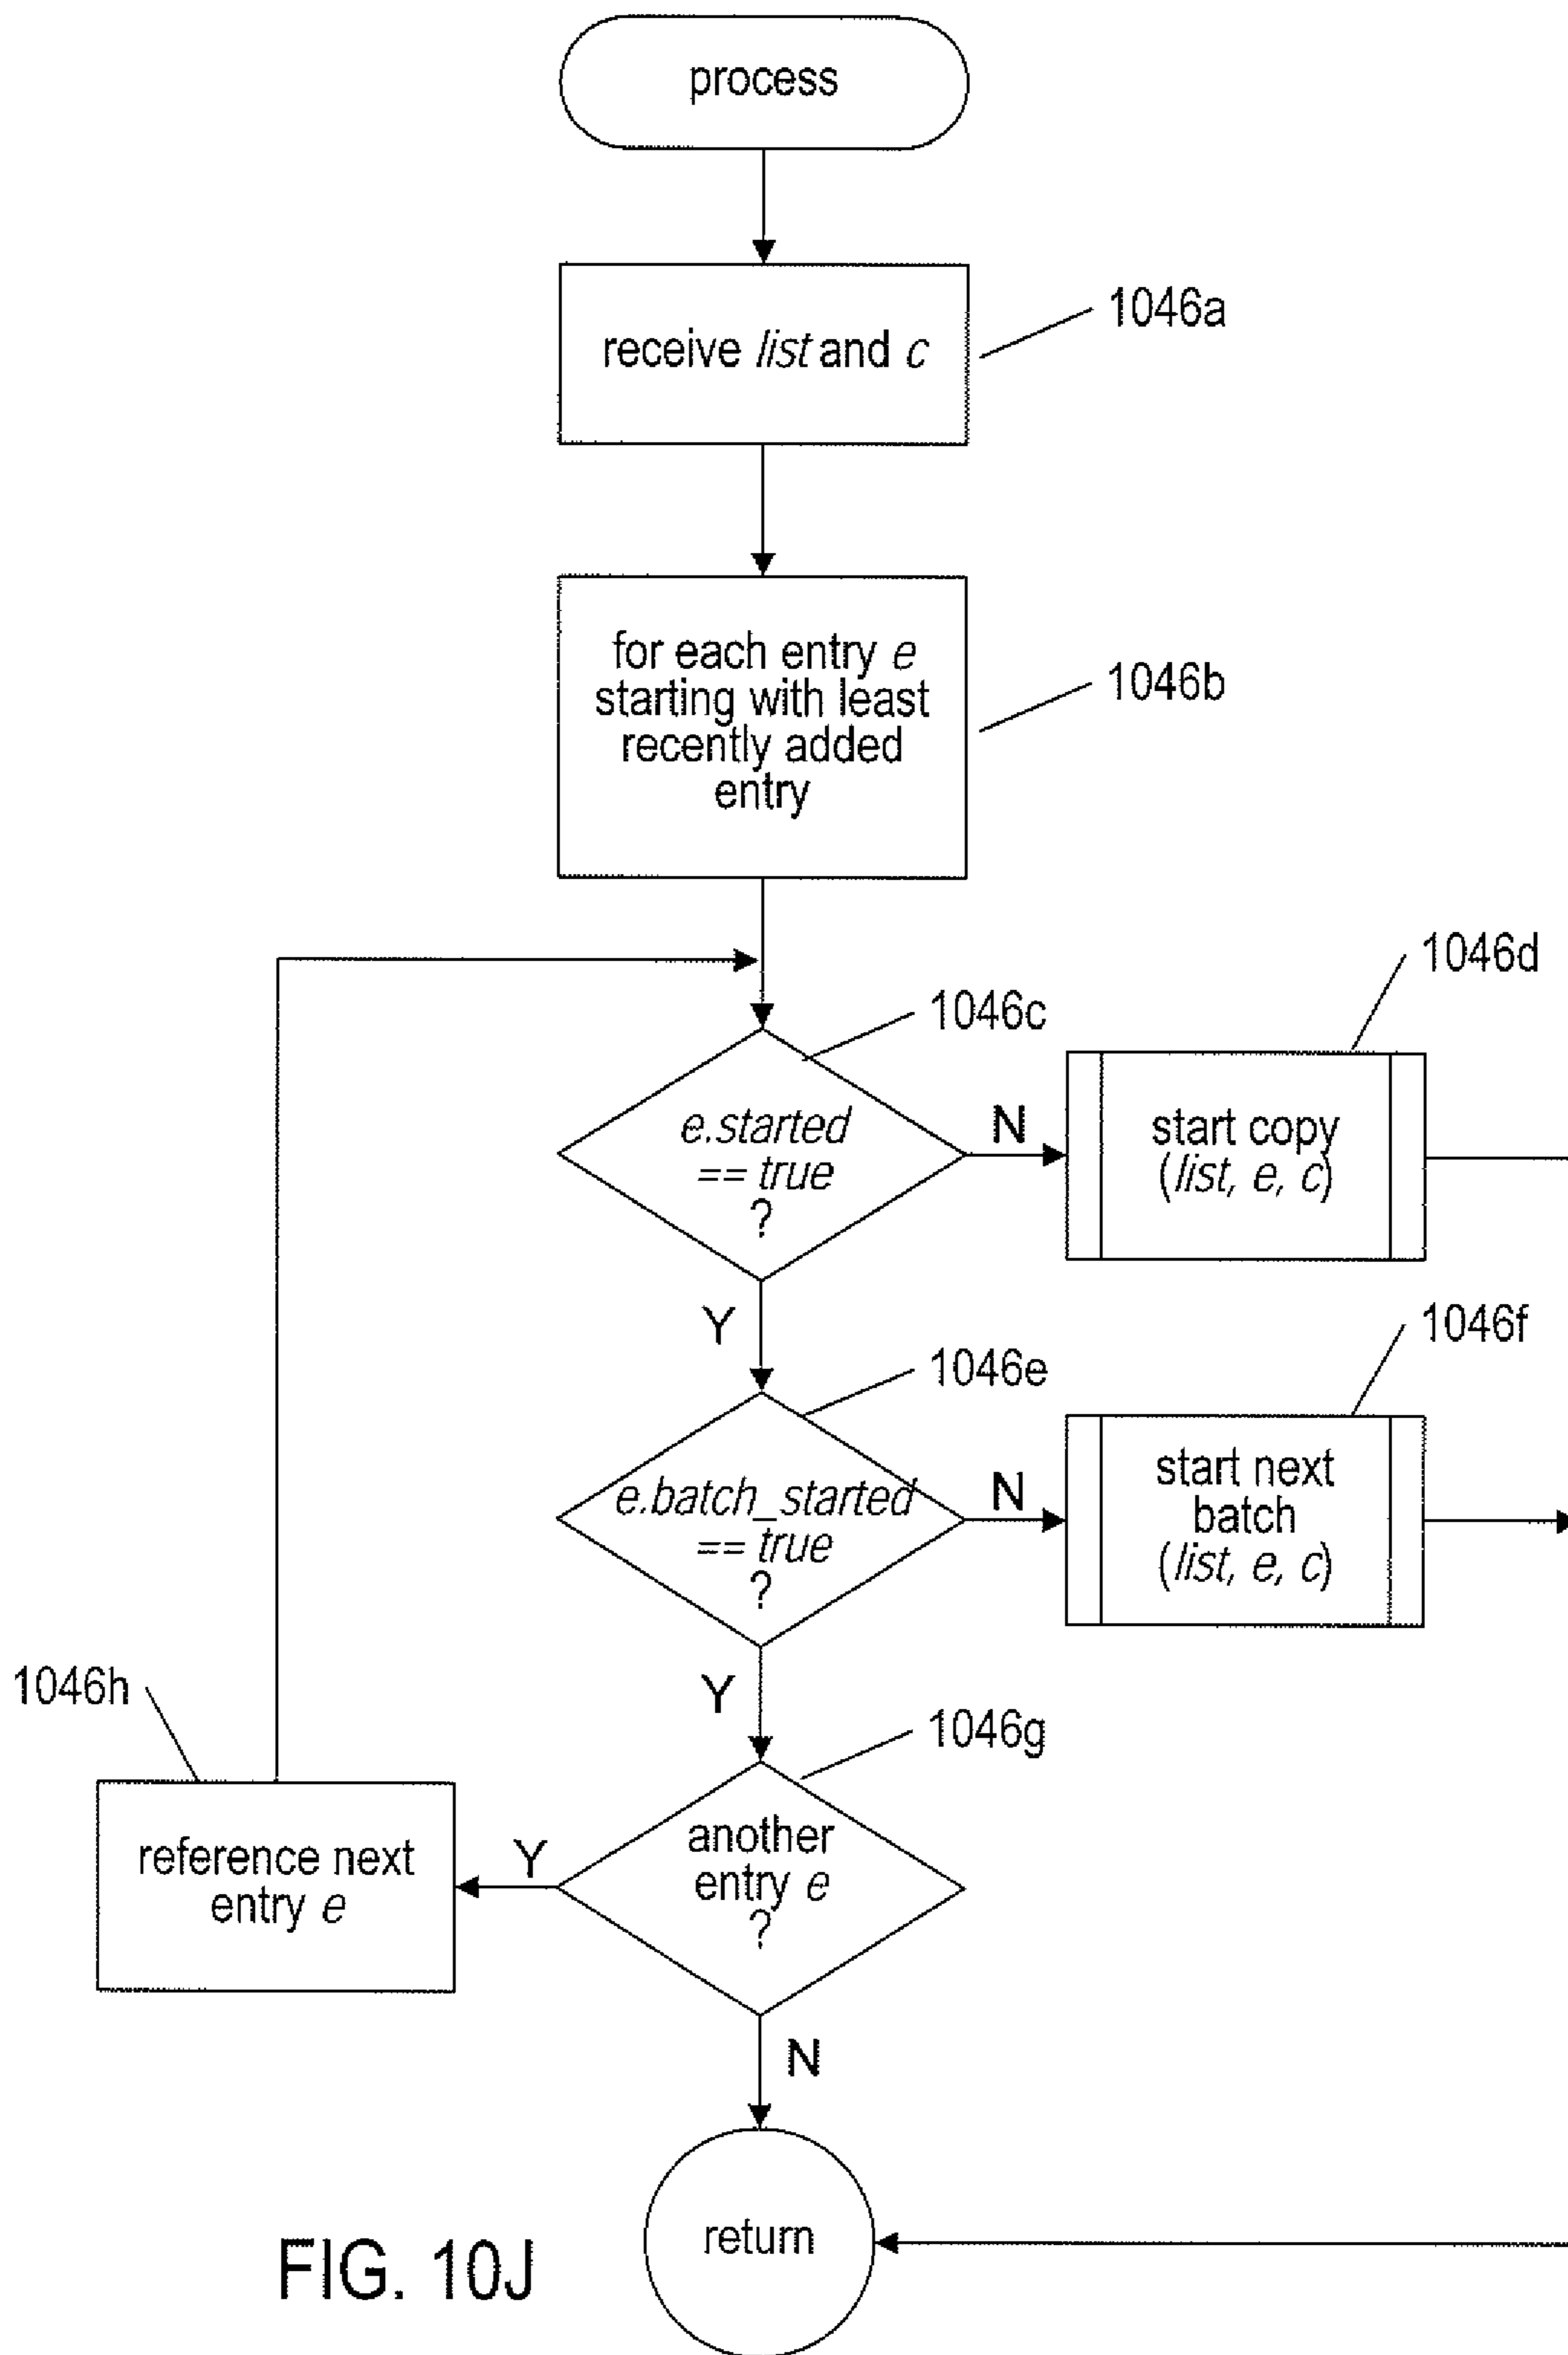 process
receive list and c
1046a
for each entry e
starting with least
recently added
entry
1046b
1046c
1046d
e.started
== true
?
N
start copy
(list, e, c)
Y
1046e
1046f
e.batch_started
== true
?
N
start next
batch
(list, e, c)
Y
1046h
1046g
reference next
entry e
Y
another
entry e
?
N
return
FIG. 10J